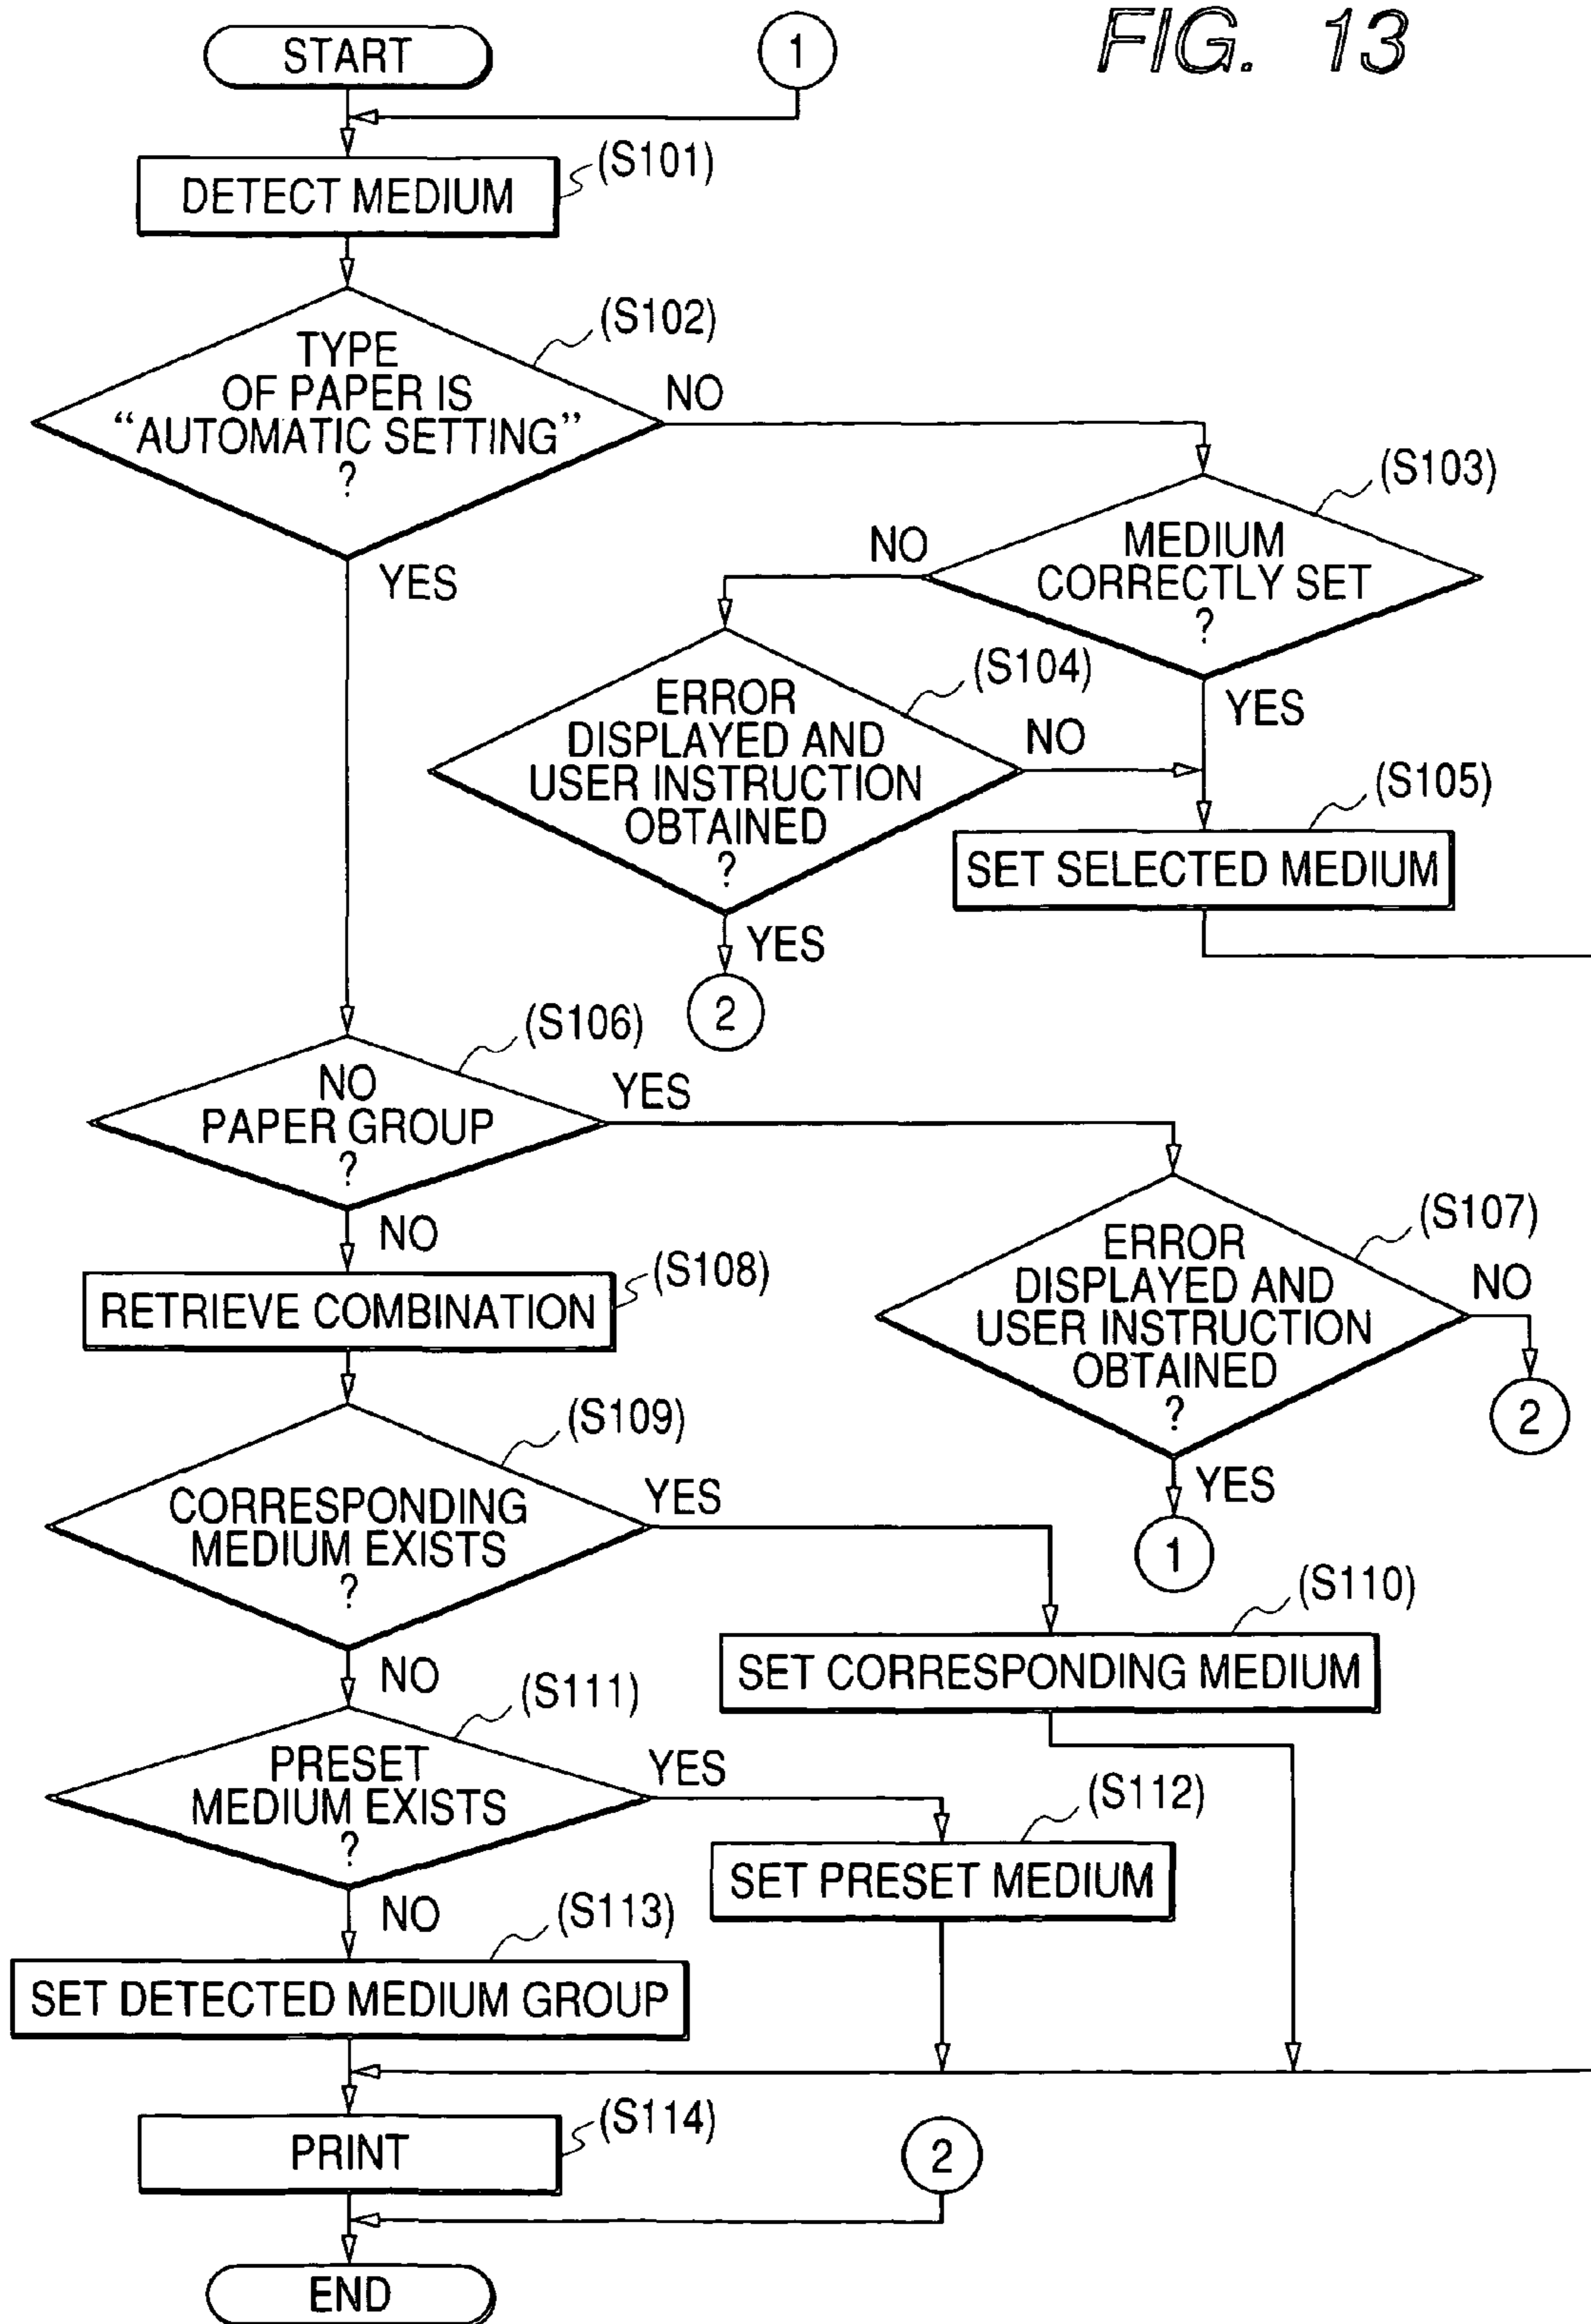 FIG. 13
START
1
DETECT MEDIUM
(S101)
TYPE
OF PAPER IS
“AUTOMATIC SETTING”
?
(S102)
NO
YES
MEDIUM
CORRECTLY SET
?
(S103)
NO
YES
ERROR
DISPLAYED AND
USER INSTRUCTION
OBTAINED
?
(S104)
NO
YES
2
SET SELECTED MEDIUM
(S105)
NO
PAPER GROUP
?
(S106)
YES
NO
ERROR
DISPLAYED AND
USER INSTRUCTION
OBTAINED
?
(S107)
NO
2
YES
1
RETRIEVE COMBINATION
(S108)
CORRESPONDING
MEDIUM EXISTS
?
(S109)
YES
NO
SET CORRESPONDING MEDIUM
(S110)
PRESET
MEDIUM EXISTS
?
(S111)
YES
NO
SET PRESET MEDIUM
(S112)
SET DETECTED MEDIUM GROUP
(S113)
PRINT
(S114)
2
END